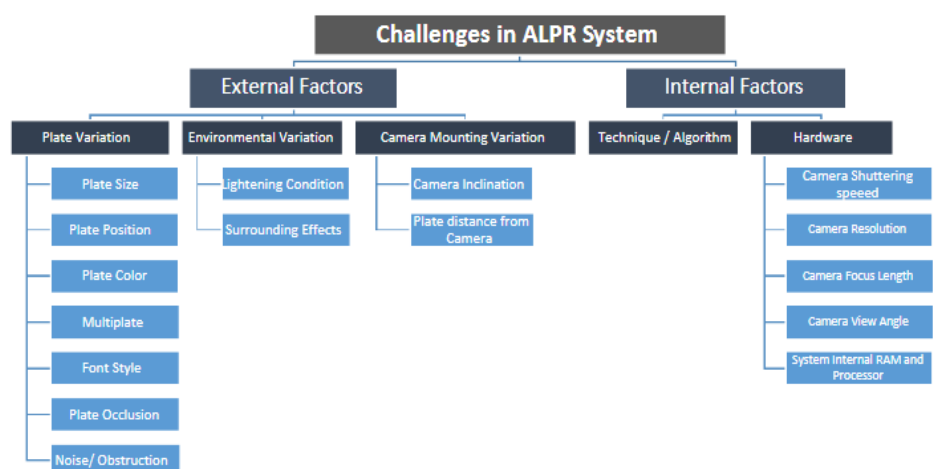 Challenges in ALPR System
External Factors
Internal Factors
Plate Variation
Environmental Variation
Camera Mounting Variation
Technique / Algorithm
Hardware
Plate Size
Plate Position
Plate Color
Multiplate
Font Style
Plate Occlusion
Noise/ Obstruction
Lightening Condition
Surrounding Effects
Camera Inclination
Plate distance from
Camera
Camera Shuttering
speeed
Camera Resolution
Camera Focus Length
Camera View Angle
System Internal RAM and
Processor